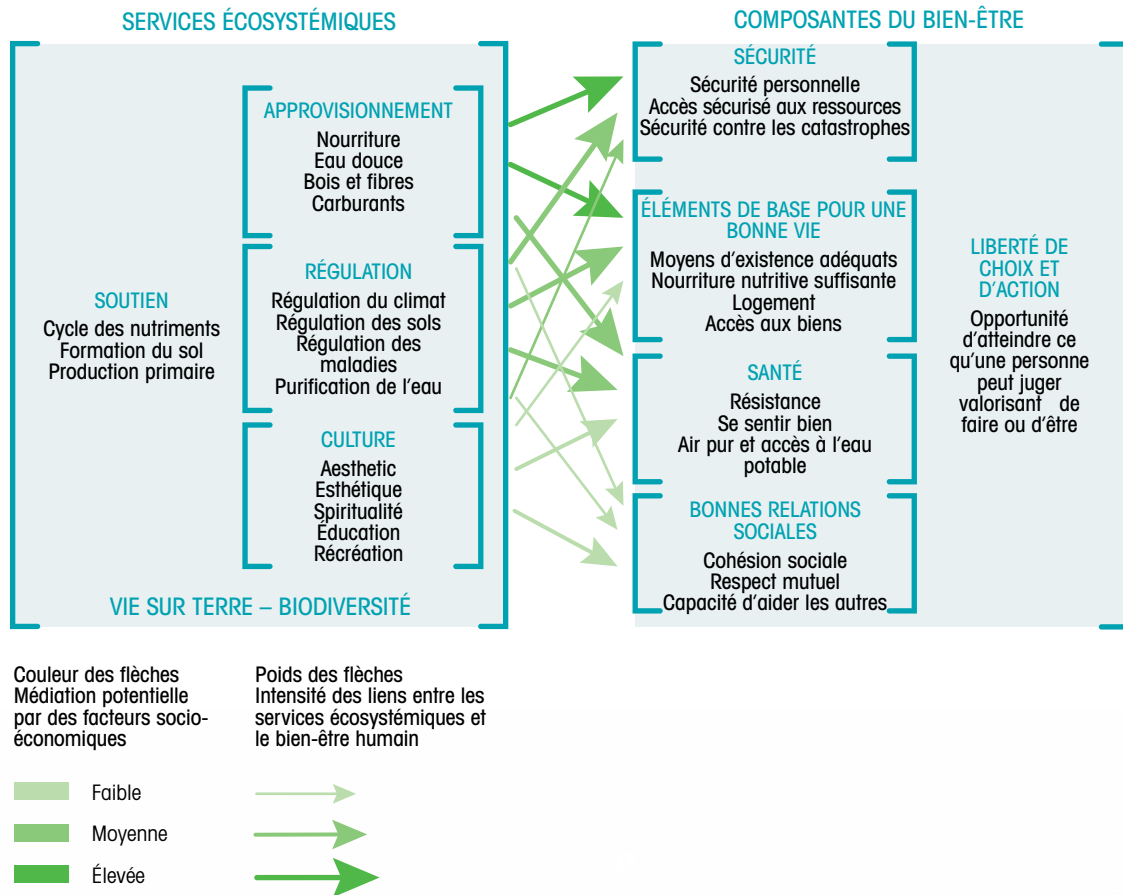 SERVICES ÉCOSYSTÉMIQUES
SOUTIEN
Cycle des nutriments
Formation du sol
Production primaire
APPROVISIONNEMENT
Nourriture
Eau douce
Bois et fibres
Carburants
RÉGULATION
Régulation du climat
Régulation des sols
Régulation des
maladies
Purification de l'eau
CULTURE
Aesthetic
Esthétique
Spiritualité
Éducation
Récréation
VIE SUR TERRE – BIODIVERSITÉ
COMPOSANTES DU BIEN-ÊTRE
SÉCURITÉ
Sécurité personnelle
Accès sécurisé aux ressources
Sécurité contre les catastrophes
ÉLÉMENTS DE BASE POUR UNE
BONNE VIE
Moyens d'existence adéquats
Nourriture nutritive suffisante
Logement
Accès aux biens
SANTÉ
Résistance
Se sentir bien
Air pur et accès à l'eau
potable
BONNES RELATIONS
SOCIALES
Cohésion sociale
Respect mutuel
Capacité d'aider les autres
LIBERTÉ DE
CHOIX ET
D'ACTION
Opportunité
d'atteindre ce
qu'une personne
peut juger
valorisant de
faire ou d'être
Couleur des flèches
Médiation potentielle
par des facteurs socio-
économiques
Faible
Moyenne
Élevée
Poids des flèches
Intensité des liens entre les
services écosystémiques et
le bien-être humain